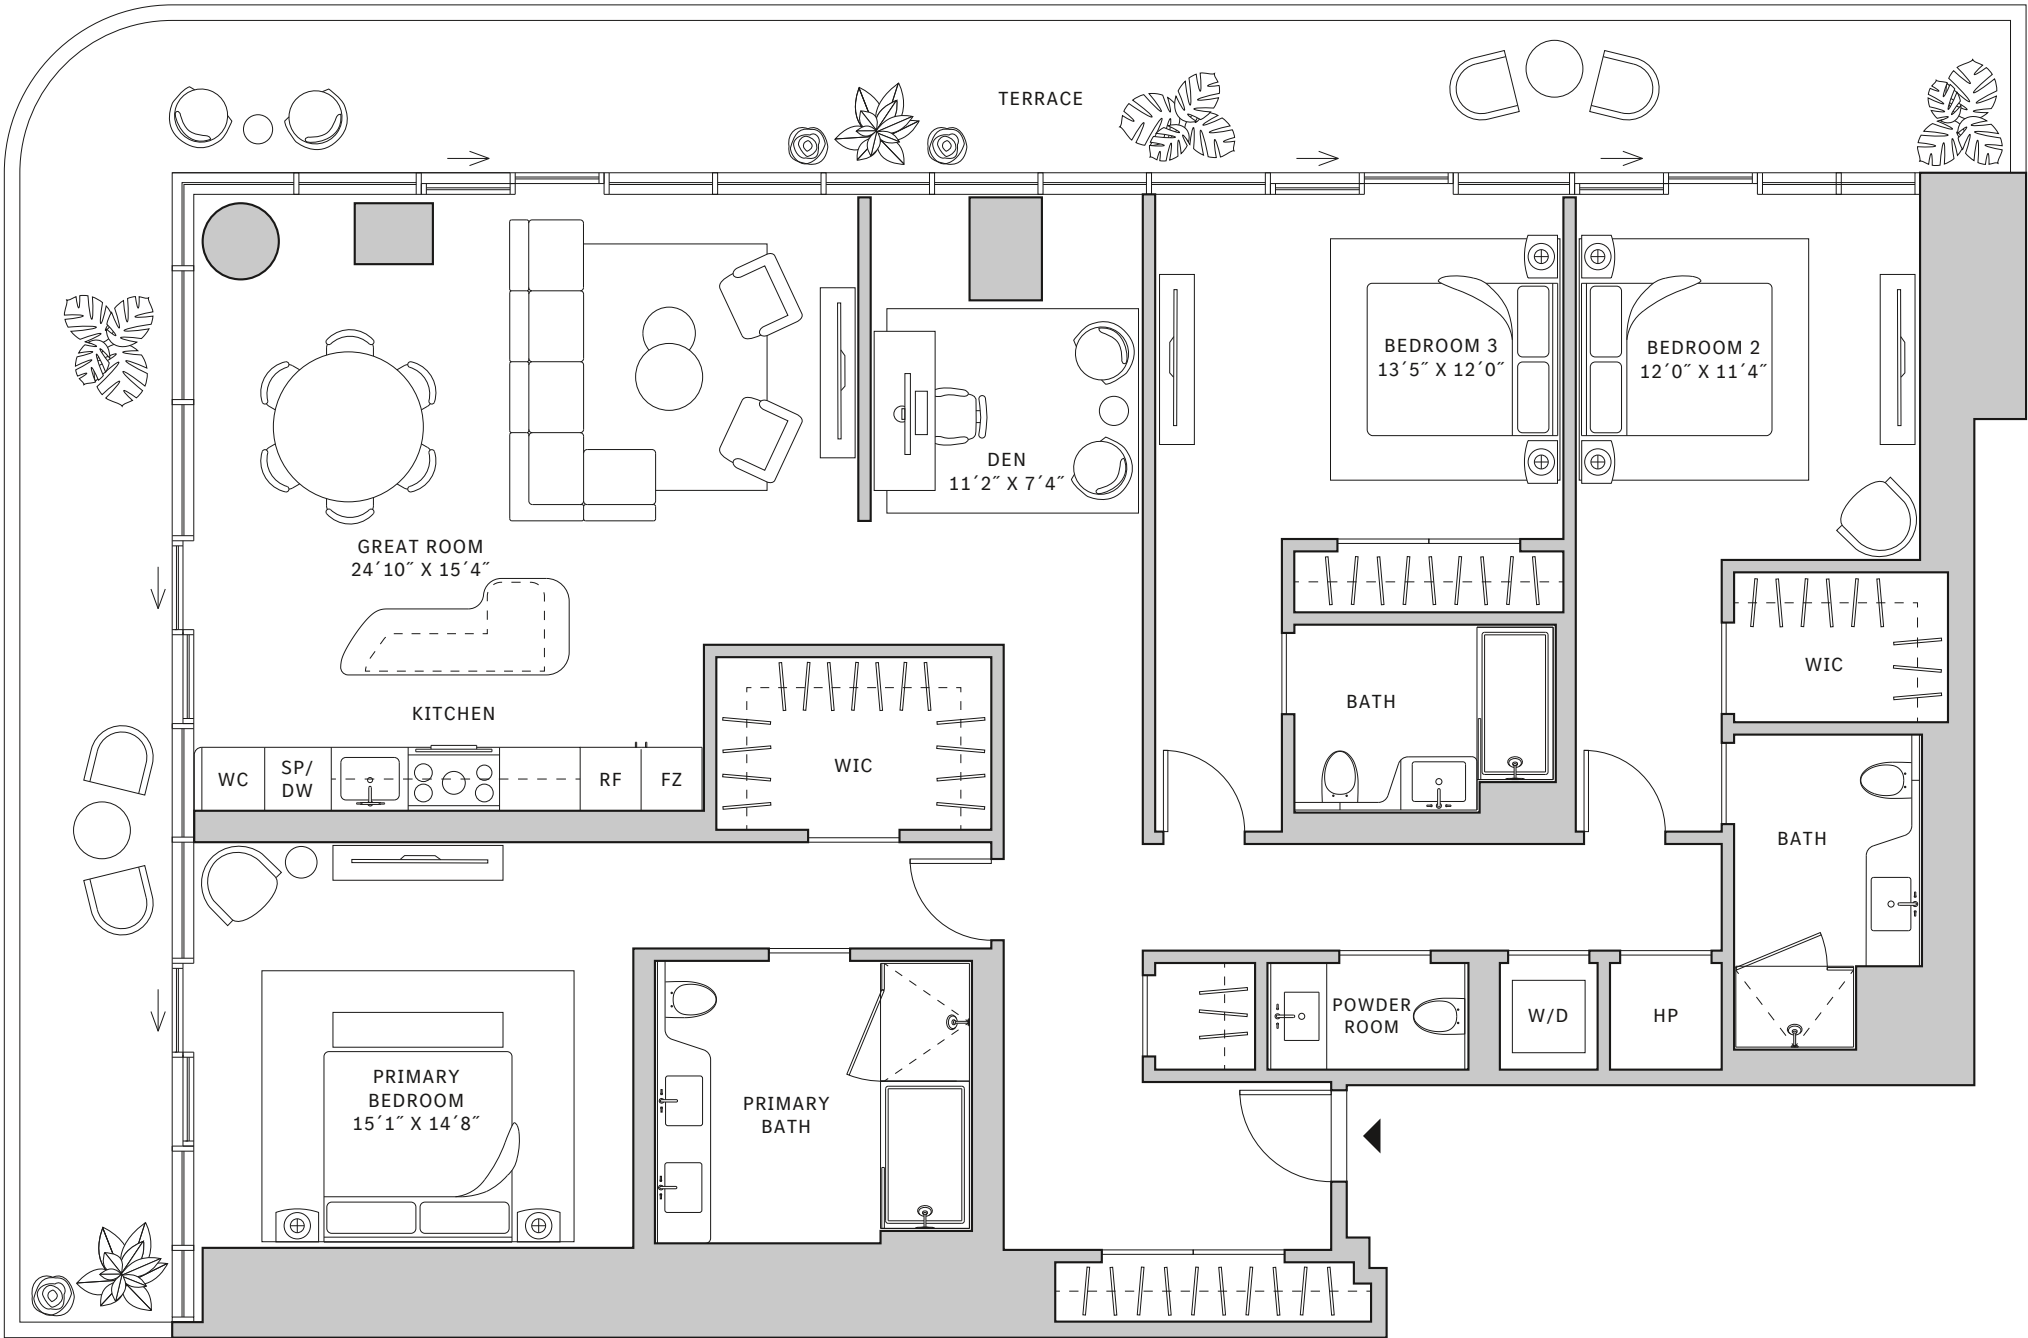 TERRACE
BEDROOM 3
13´5˝ X 12´0˝
BEDROOM 2
12´0˝ X 11´4˝
DEN
11´2˝ X 7´4˝
GREAT ROOM
24´10˝ X 15´4˝
WIC
BATH
KITCHEN
WC
SP/
DW
RF
FZ
WIC
BATH
POWDER
ROOM
W/D
HP
PRIMARY
BEDROOM
15´1˝ X 14´8˝
PRIMARY
BATH